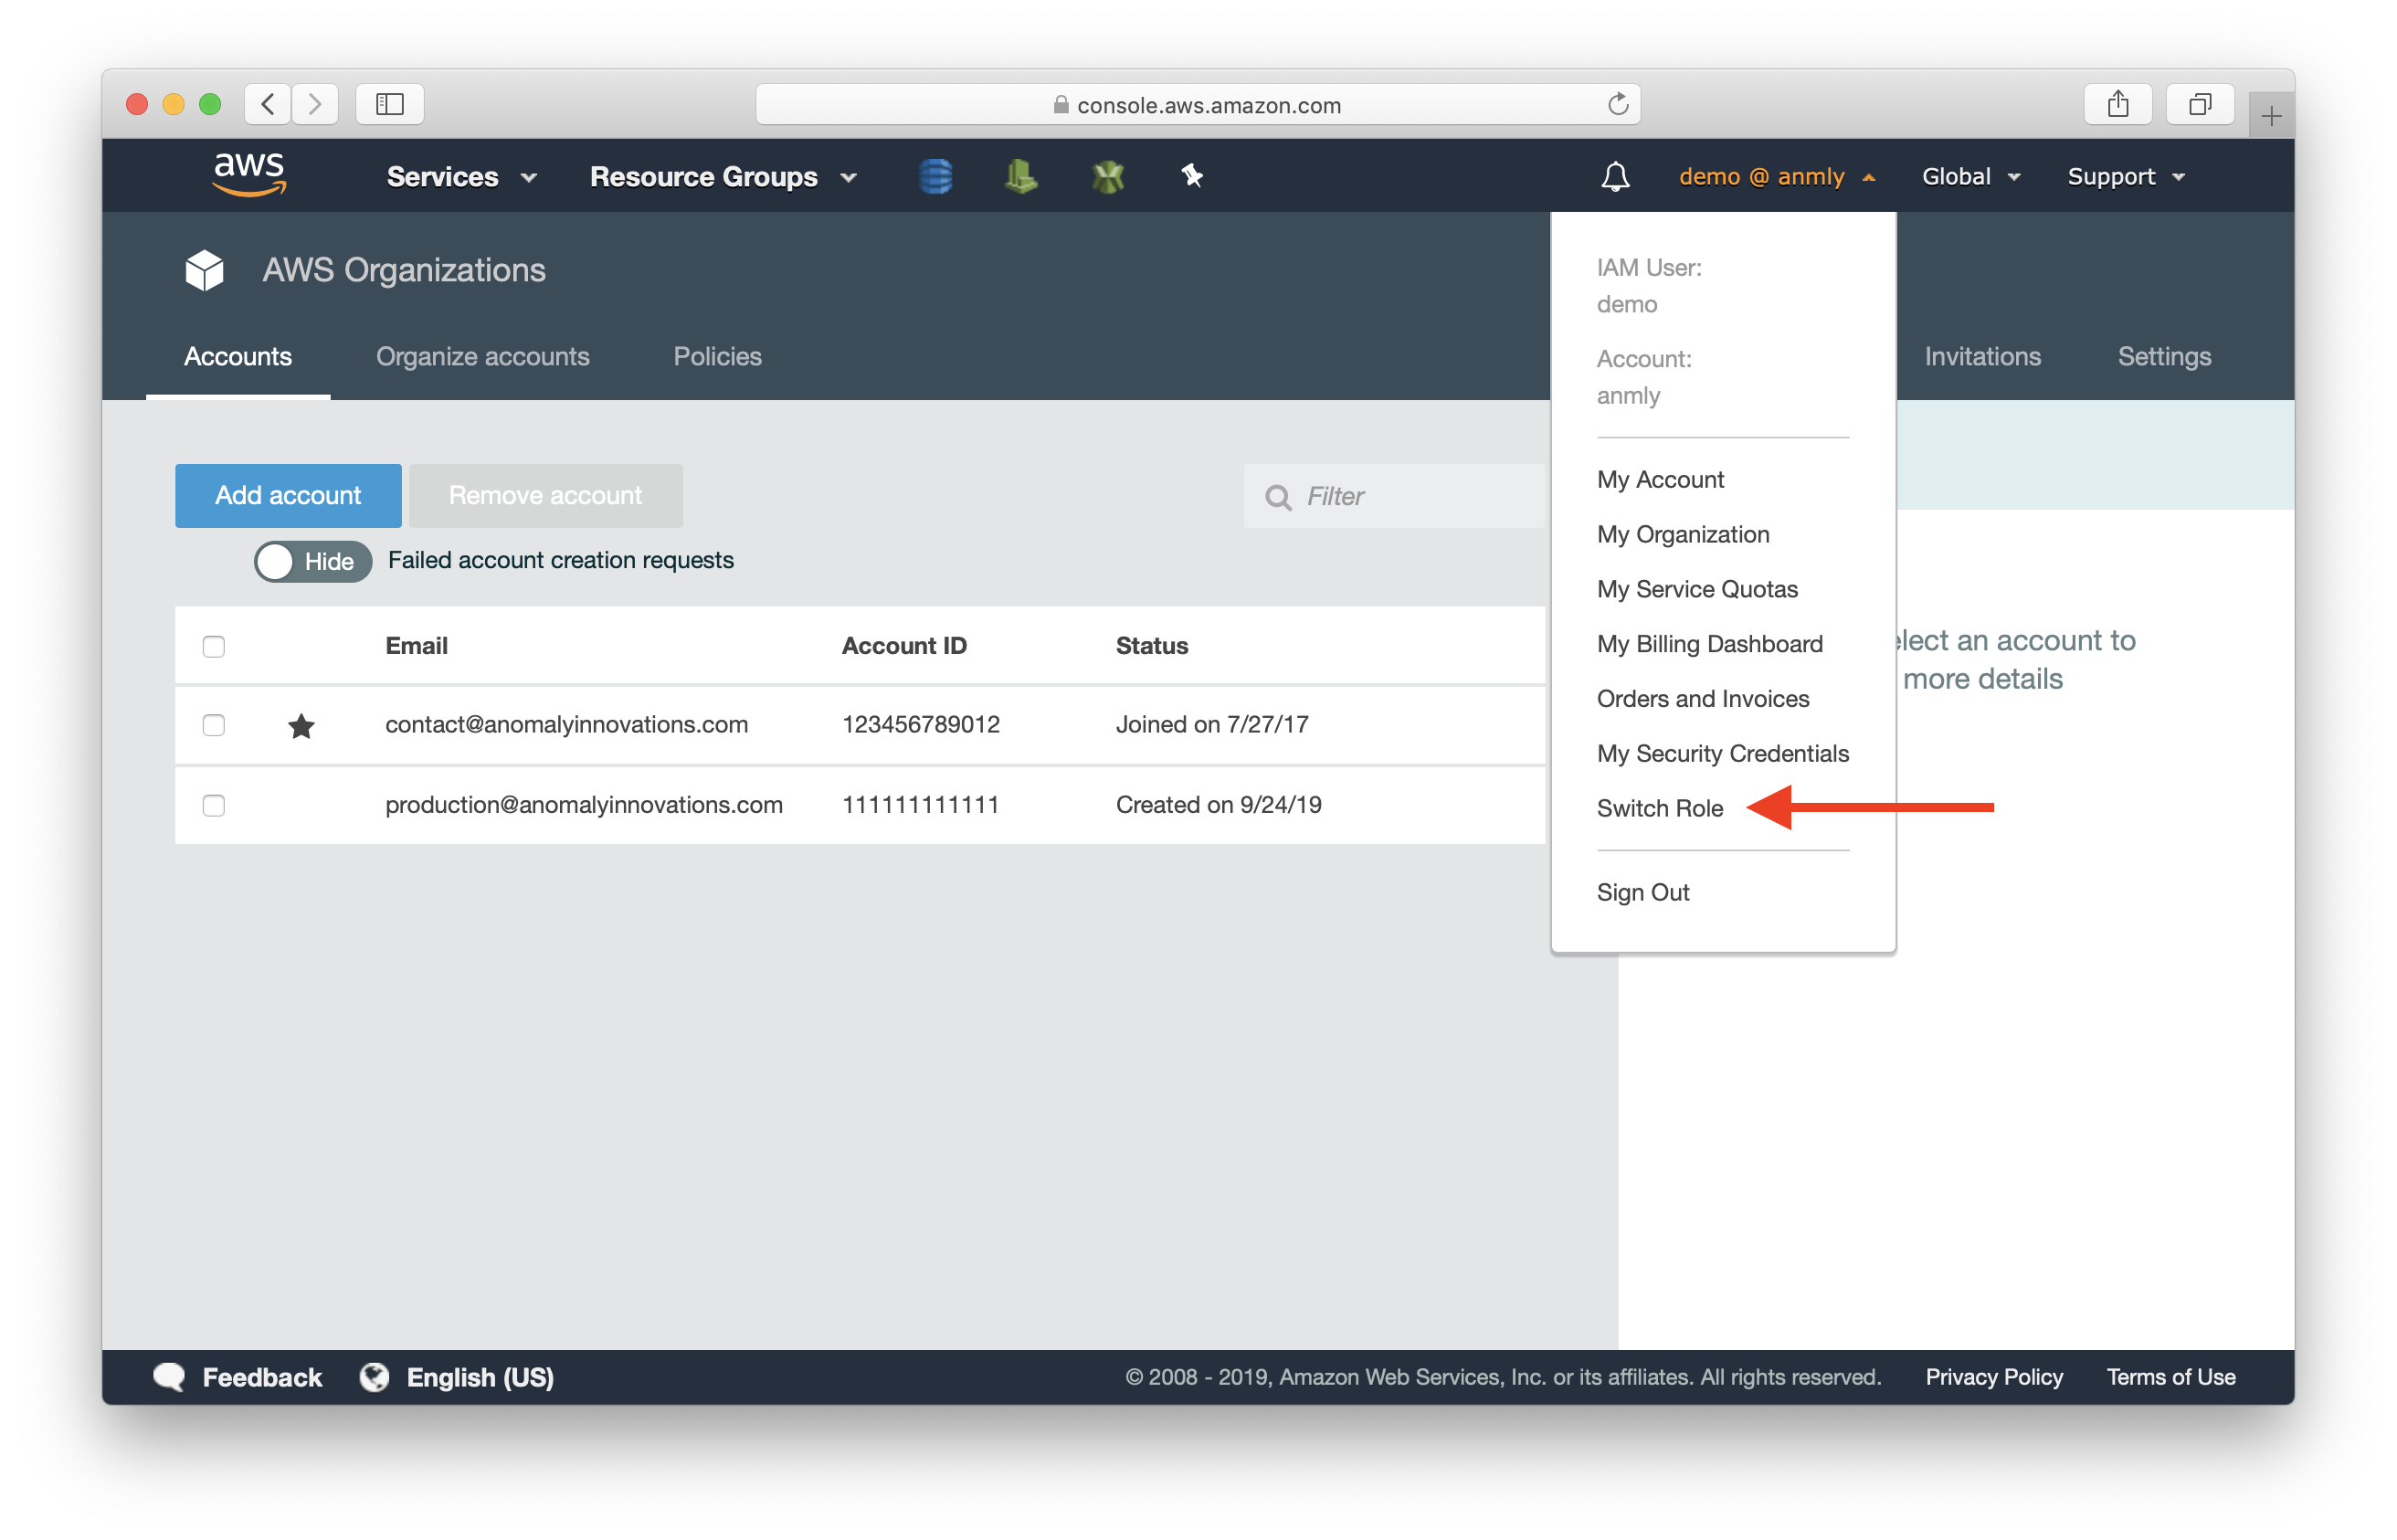 console.aws.amazon.com
aws
Services
Resource Groups
demo @ anmly
Global
Support
AWS Organizations
Accounts
Organize accounts
Policies
Invitations
Settings
IAM User:
demo
Account:
anmly
My Account
My Organization
My Service Quotas
My Billing Dashboard
Orders and Invoices
My Security Credentials
Switch Role
Sign Out
Add account
Remove account
Filter
Hide
Failed account creation requests
Email Account ID Status
contact@anomalyinnovations.com 123456789012 Joined on 7/27/17
production@anomalyinnovations.com 111111111111 Created on 9/24/19
elect an account to
more details
Feedback
English (US)
© 2008 - 2019, Amazon Web Services, Inc. or its affiliates. All rights reserved.
Privacy Policy
Terms of Use